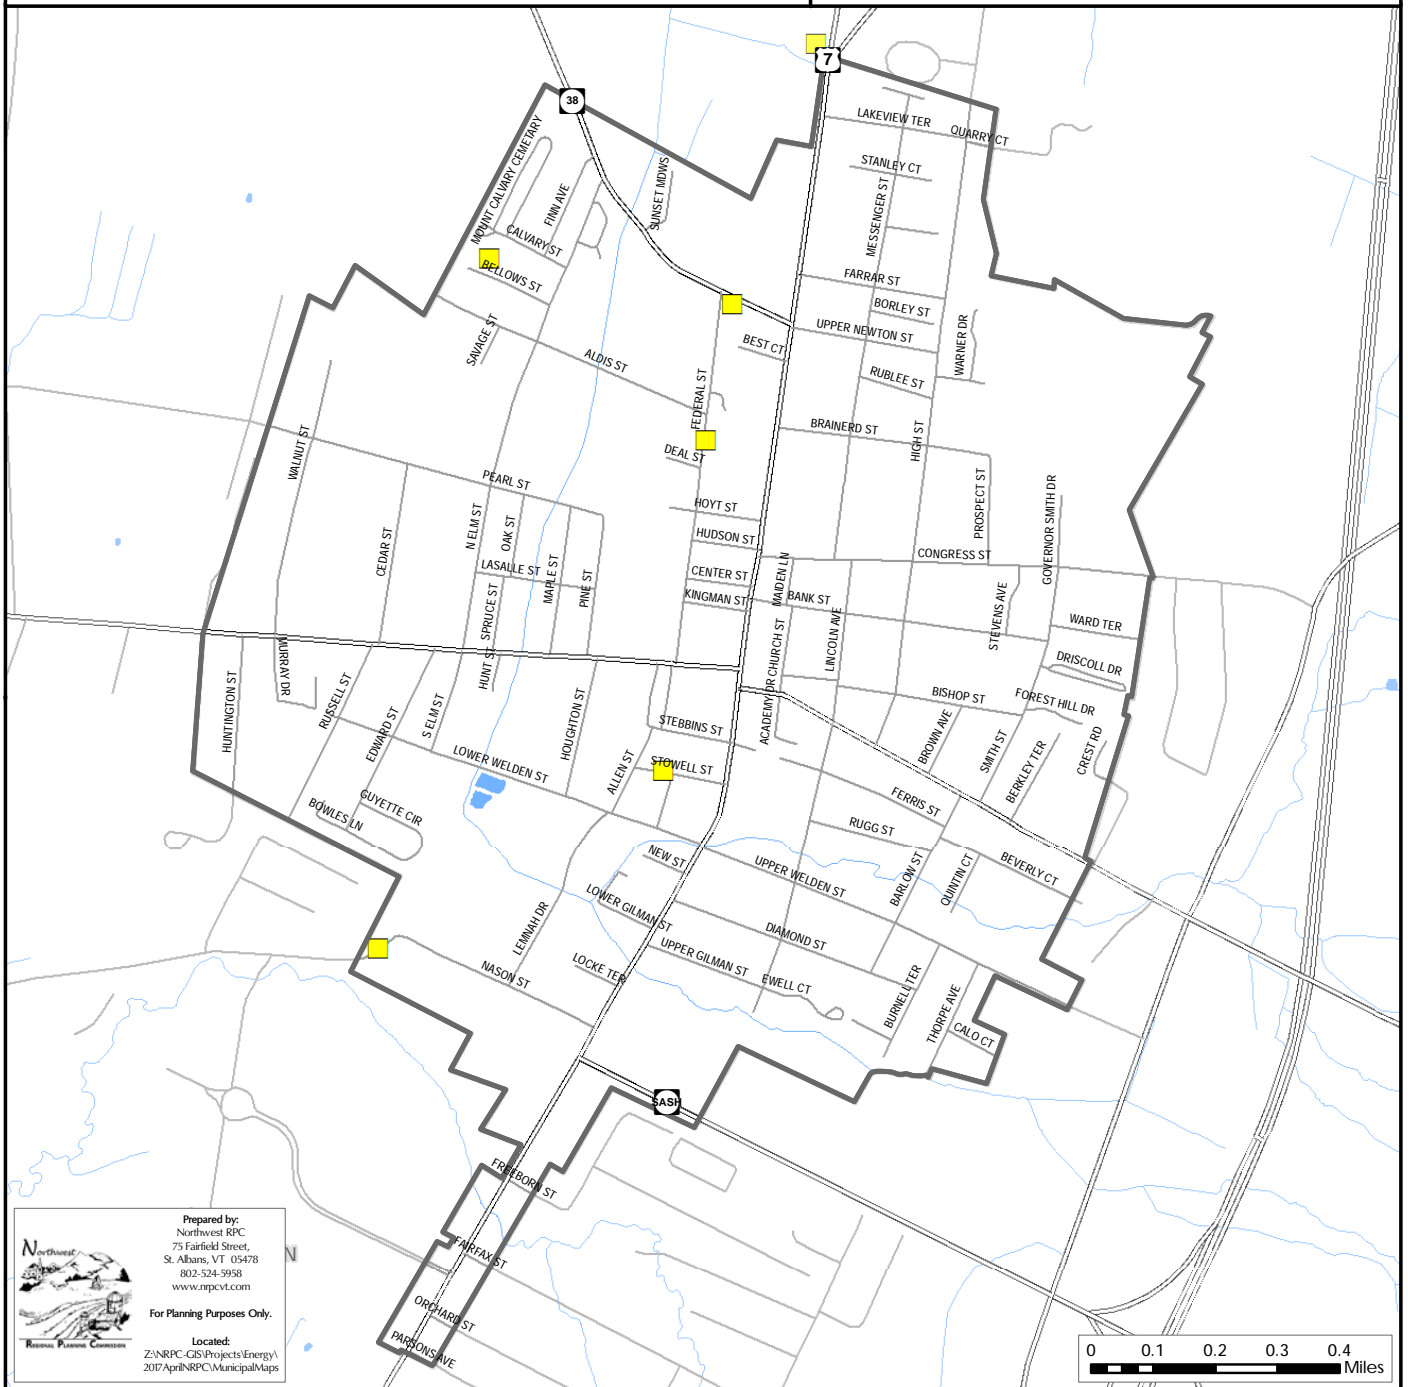 7
38
LAKEVIEW TER
QUARRY CT
MOUNT CALVARY CEMETARY
STANLEY CT
SUNSET MDWS
FINN AVE
MESSENGER ST
CALVARY ST
BELLOWS ST
FARRAR ST
BORLEY ST
SAVAGE ST
UPPER NEWTON ST
WARNER DR
BEST CT
ALDIS ST
RUBLEE ST
FEDERAL ST
BRAINERD ST
HIGH ST
WALNUT ST
DEAL ST
PEARL ST
PROSPECT ST
GOVERNOR SMITH DR
HOYT ST
N ELM ST
OAK ST
CEDAR ST
HUDSON ST
CONGRESS ST
LASALLE ST
MAPLE ST
PINE ST
CENTER ST
MAIDEN LN
KINGMAN ST
BANK ST
SPRUCE ST
STEVENS AVE
LINCOLN AVE
WARD TER
CHURCH ST
HUNT ST
MURRAY DR
DRISCOLL DR
HUNTINGTON ST
RUSSELL ST
ACADEMY DR
BISHOP ST
FOREST HILL DR
EDWARD ST
S ELM ST
HOUGHTON ST
STEBBINS ST
BROWN AVE
SMITH ST
CREST RD
LOWER WELDEN ST
ALLEN ST
STOWELL ST
BERKLEY TER
GUYETTE CIR
BOWLES LN
FERRIS ST
RUGG ST
NEW ST
UPPER WELDEN ST
BARLOW ST
QUINTIN CT
BEVERLY CT
LOWER GILMAN ST
LEMNAH DR
DIAMOND ST
UPPER GILMAN ST
NASON ST
LOCKE TER
EWELL CT
BURNELL TER
THORPE AVE
CALO CT
SASH
FREEBORN ST
FAIRFAX ST
ORCHARD ST
PARSONS AVE
N
Northwest
REGIONAL PLANNING COMMISSION
Prepared by:
Northwest RPC
75 Fairfield Street,
St. Albans, VT 05478
802-524-5958
www.nrpcvt.com
For Planning Purposes Only.
Located:
Z:\NRPC-GIS\Projects\Energy\
2017AprilNRPC\MunicipalMaps
0 0.1 0.2 0.3 0.4
Miles